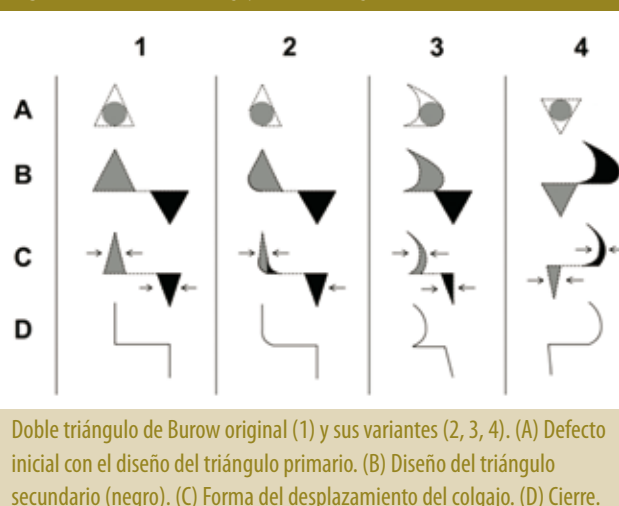 1 2 3 4
A
B
C
D
Doble triángulo de Burow original (1) y sus variantes (2, 3, 4). (A) Defecto
inicial con el diseño del triángulo primario. (B) Diseño del triángulo
secundario (negro). (C) Forma del desplazamiento del colgajo. (D) Cierre.